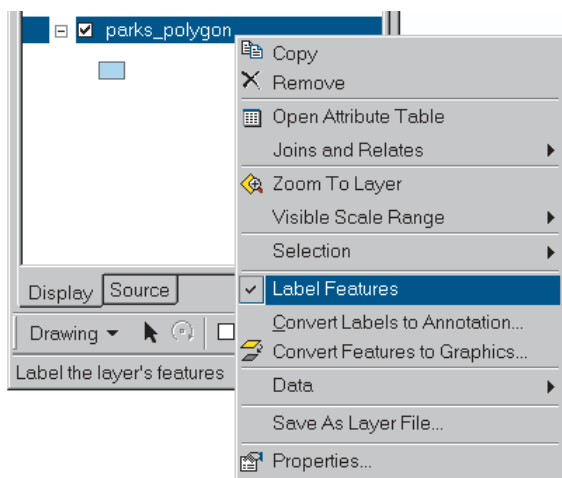 parks_polygon
Copy
Remove
Open Attribute Table
Joins and Relates
Zoom To Layer
Visible Scale Range
Selection
Label Features
Convert Labels to Annotation...
Convert Features to Graphics...
Data
Save As Layer File...
Properties...
Display Source
Drawing
Label the layer's features